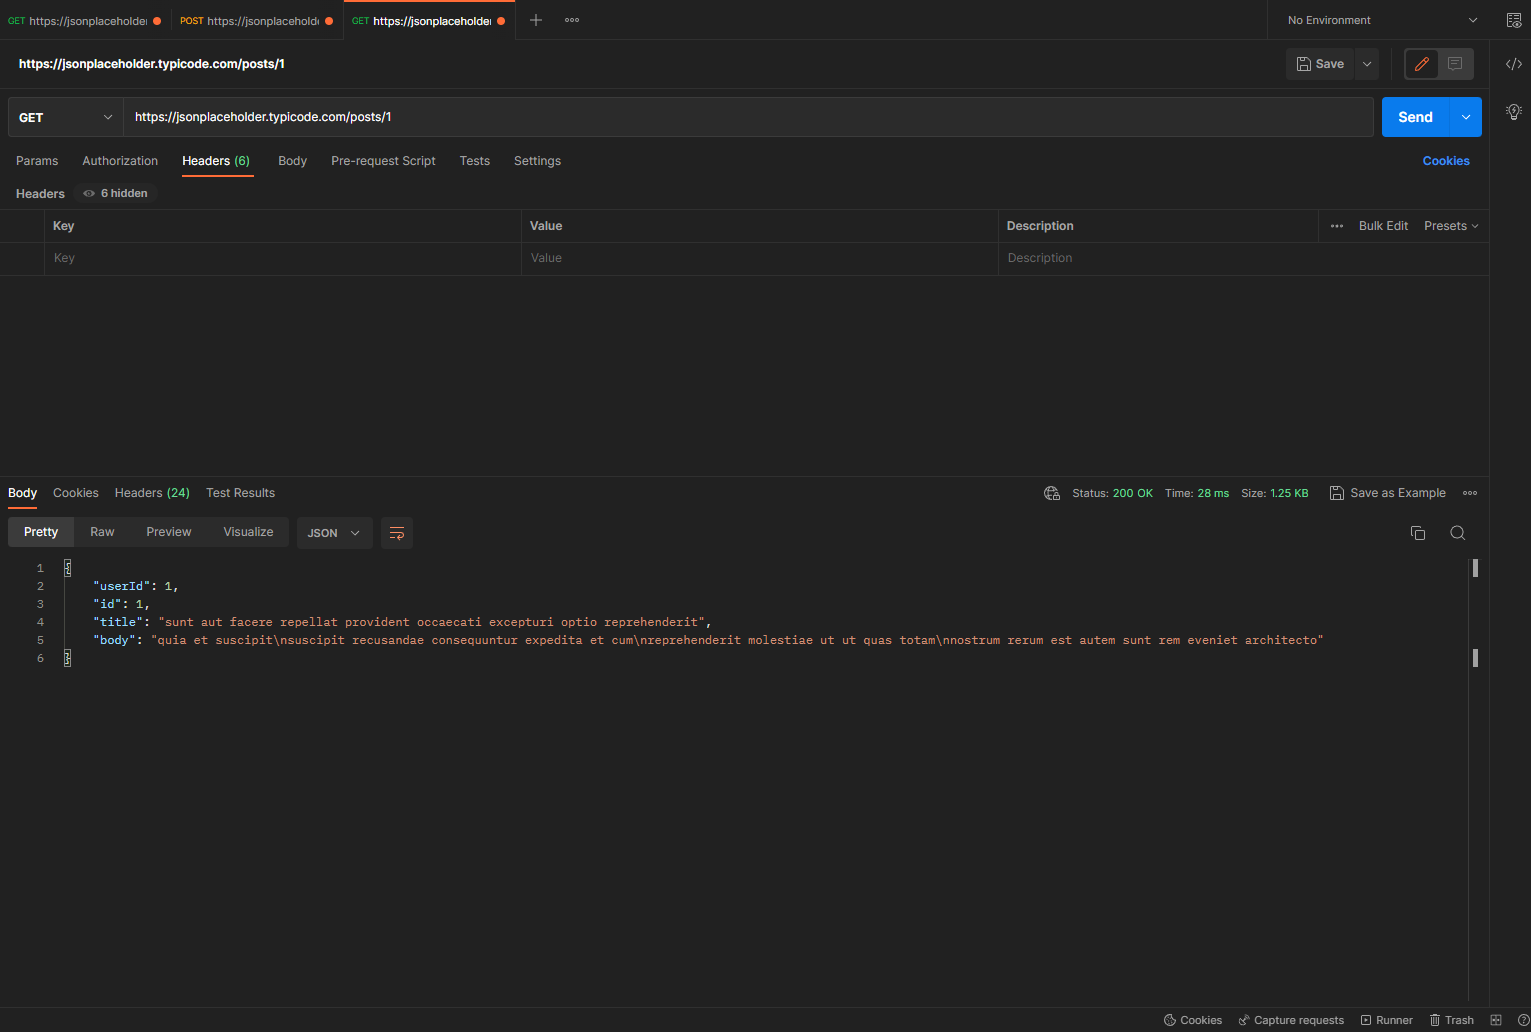 GET https://jsonplaceholder POST https://jsonplaceholde GET https://jsonplaceholder No Environment
https://jsonplaceholder.typicode.com/posts/1 Save
GET https://jsonplaceholder.typicode.com/posts/1 Send
Params Authorization Headers (6) Body Pre-request Script Tests Settings Cookies
Headers 6 hidden
Key Value Description Bulk Edit Presets
Key Value Description
Body Cookies Headers (24) Test Results Status: 200 OK Time: 28 ms Size: 1.25 KB Save as Example
Pretty Raw Preview Visualize JSON
1 {
2 "userId": 1,
3 "id": 1,
4 "title": "sunt aut facere repellat provident occaecati excepturi optio reprehenderit",
5 "body": "quia et suscipit\nsuscipit recusandae consequuntur expedita et cum\nreprehenderit molestiae ut ut quas totam\nnostrum rerum est autem sunt rem eveniet architecto"
6 }
Cookies Capture requests Runner Trash